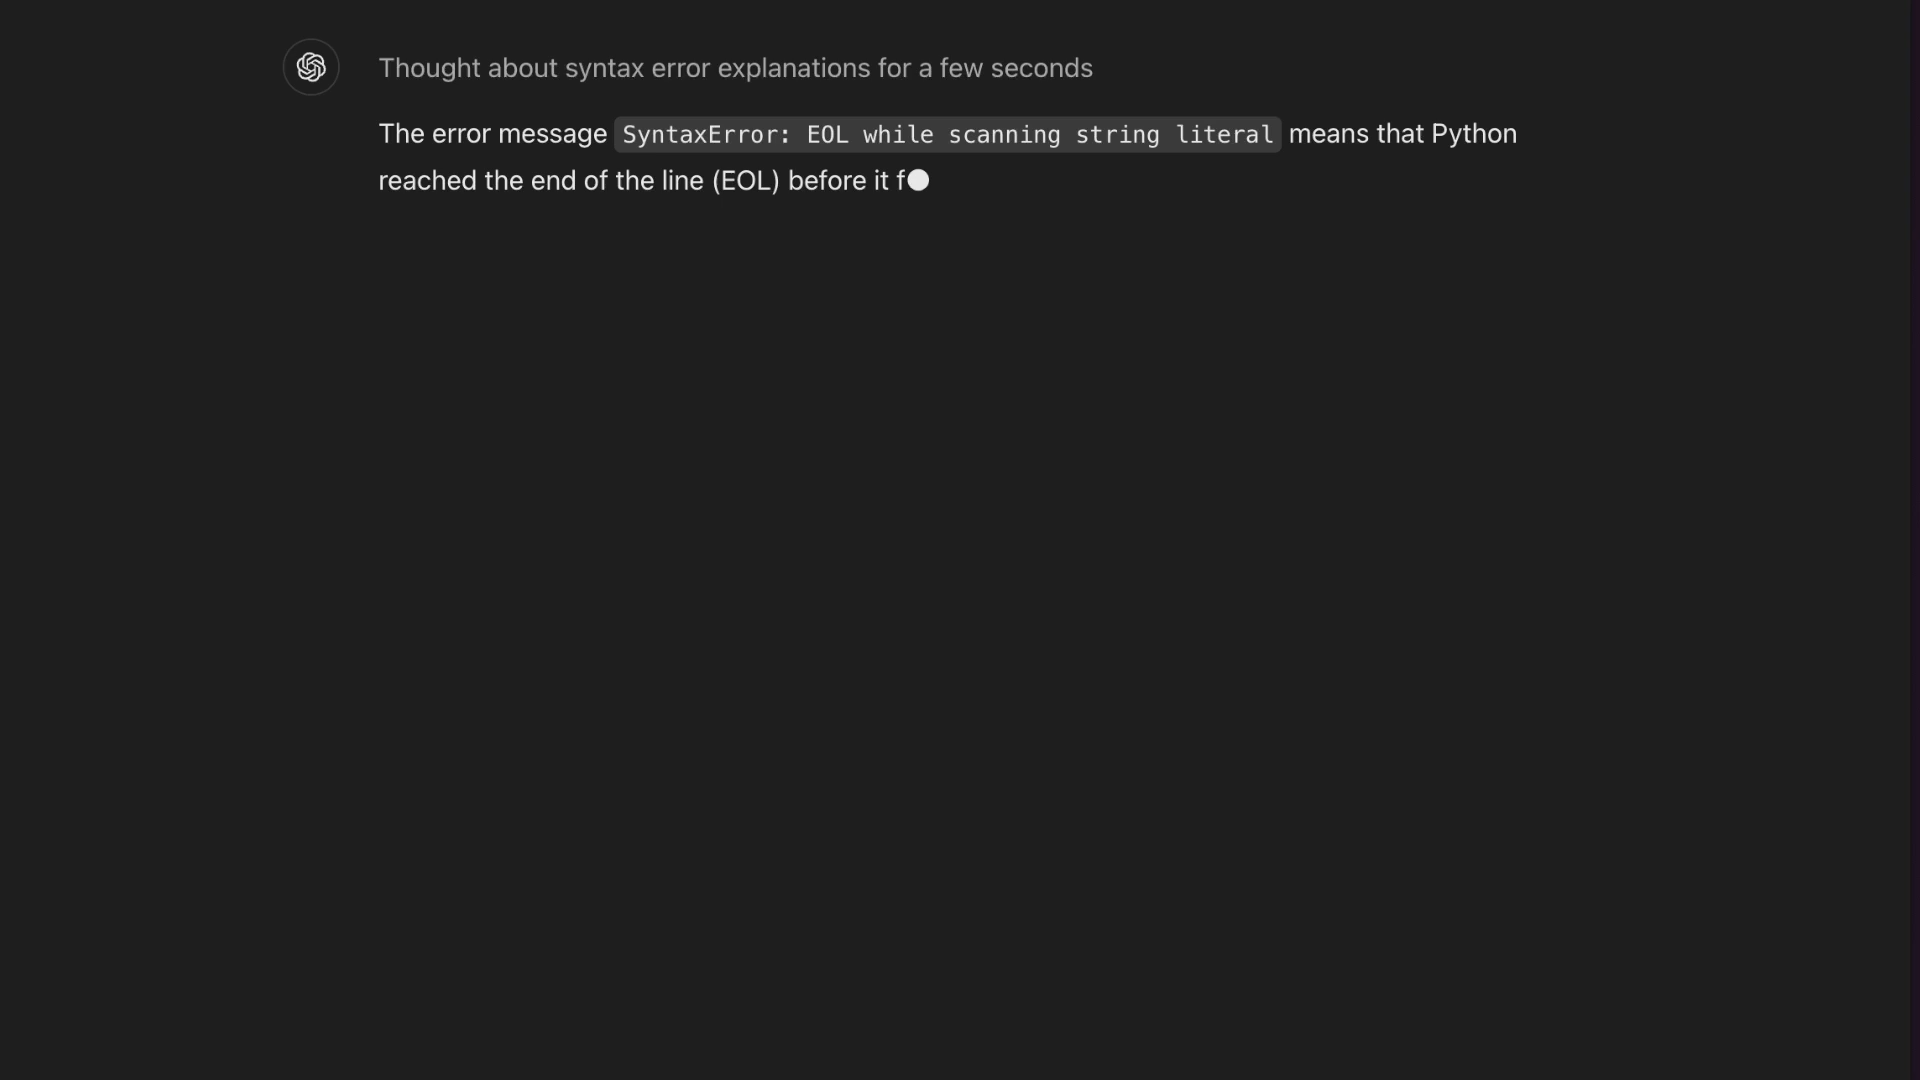 Thought about syntax error explanations for a few seconds
The error message SyntaxError: EOL while scanning string literal means that Python
reached the end of the line (EOL) before it f